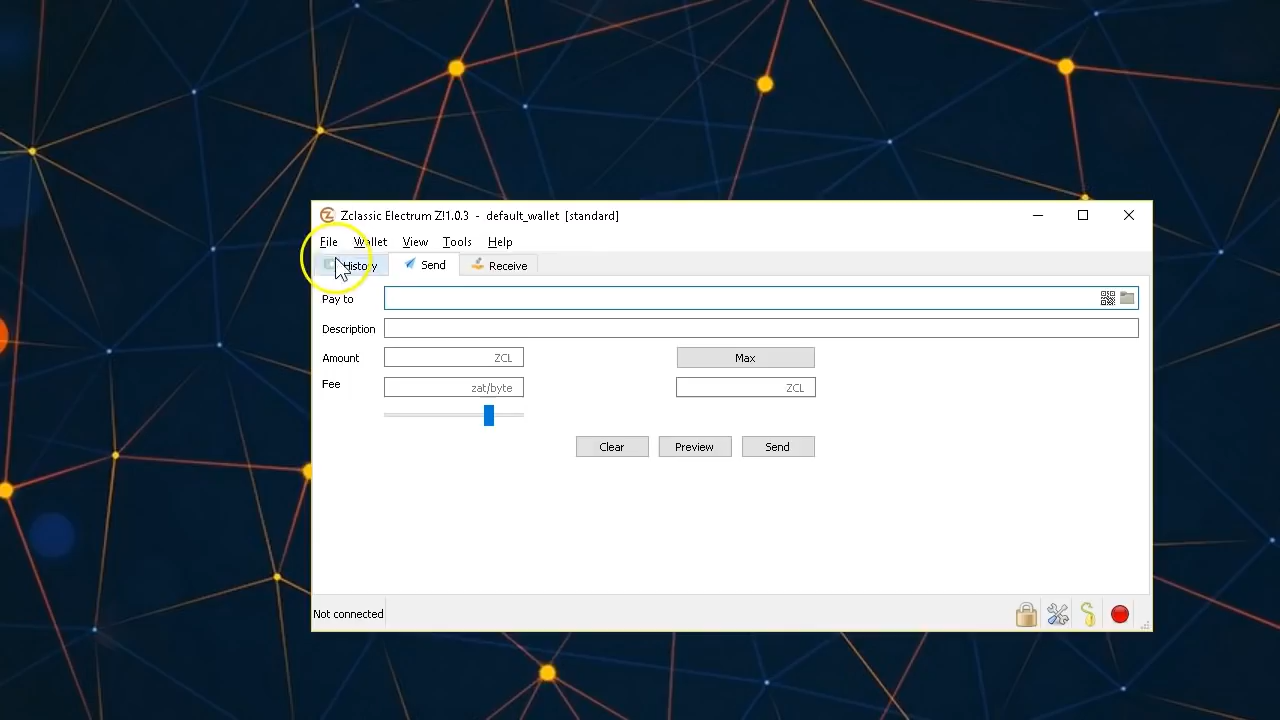 Zclassic Electrum Z!1.0.3 - default_wallet [standard]
File Wallet View Tools Help
History Send Receive
Pay to
Description
Amount ZCL Max
Fee zat/byte ZCL
Clear Preview Send
Not connected